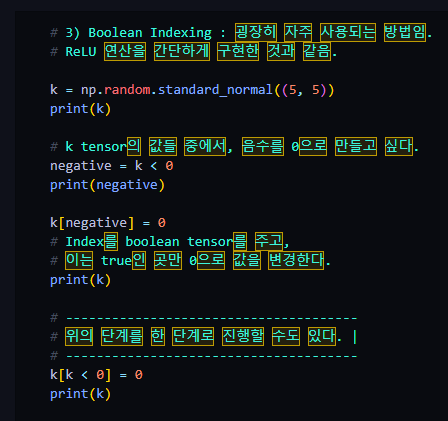 # 3) Boolean Indexing : 굉장히 자주 사용되는 방법임.
# ReLU 연산을 간단하게 구현한 것과 같음.
k = np.random.standard_normal((5, 5))
print(k)
# k tensor의 값들 중에서, 음수를 0으로 만들고 싶다.
negative = k < 0
print(negative)
k[negative] = 0
# Index를 boolean tensor를 주고,
# 이는 true인 곳만 0으로 값을 변경한다.
print(k)
# --------------------------------------
# 위의 단계를 한 단계로 진행할 수도 있다. |
# --------------------------------------
k[k < 0] = 0
print(k)